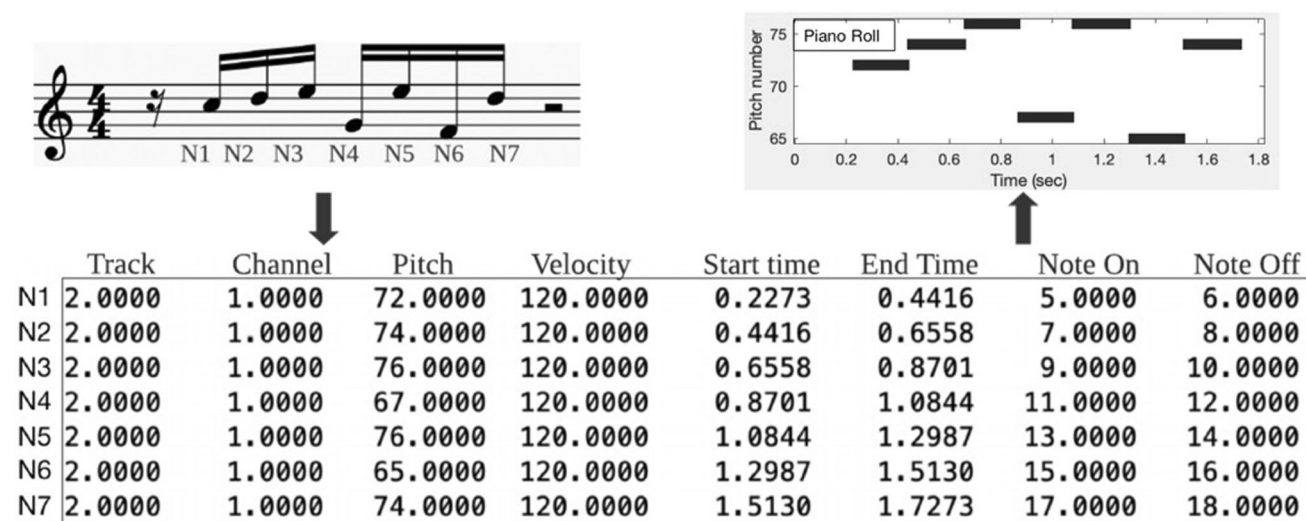 4
4
N1 N2 N3 N4 N5 N6 N7
Piano Roll
Pitch number
75
70
65
0 0.2 0.4 0.6 0.8 1 1.2 1.4 1.6 1.8
Time (sec)
Track Channel Pitch Velocity Start time End Time Note On Note Off
N1 2.0000 1.0000 72.0000 120.0000 0.2273 0.4416 5.0000 6.0000
N2 2.0000 1.0000 74.0000 120.0000 0.4416 0.6558 7.0000 8.0000
N3 2.0000 1.0000 76.0000 120.0000 0.6558 0.8701 9.0000 10.0000
N4 2.0000 1.0000 67.0000 120.0000 0.8701 1.0844 11.0000 12.0000
N5 2.0000 1.0000 76.0000 120.0000 1.0844 1.2987 13.0000 14.0000
N6 2.0000 1.0000 65.0000 120.0000 1.2987 1.5130 15.0000 16.0000
N7 2.0000 1.0000 74.0000 120.0000 1.5130 1.7273 17.0000 18.0000